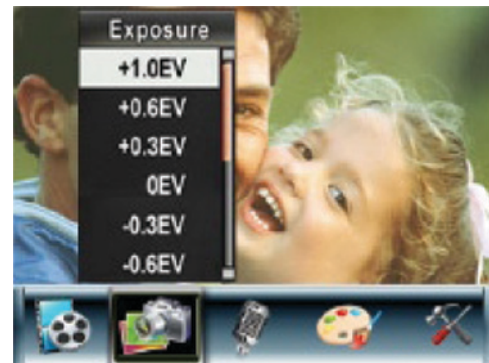 Exposure
+1.0EV
+0.6EV
+0.3EV
0EV
-0.3EV
-0.6EV